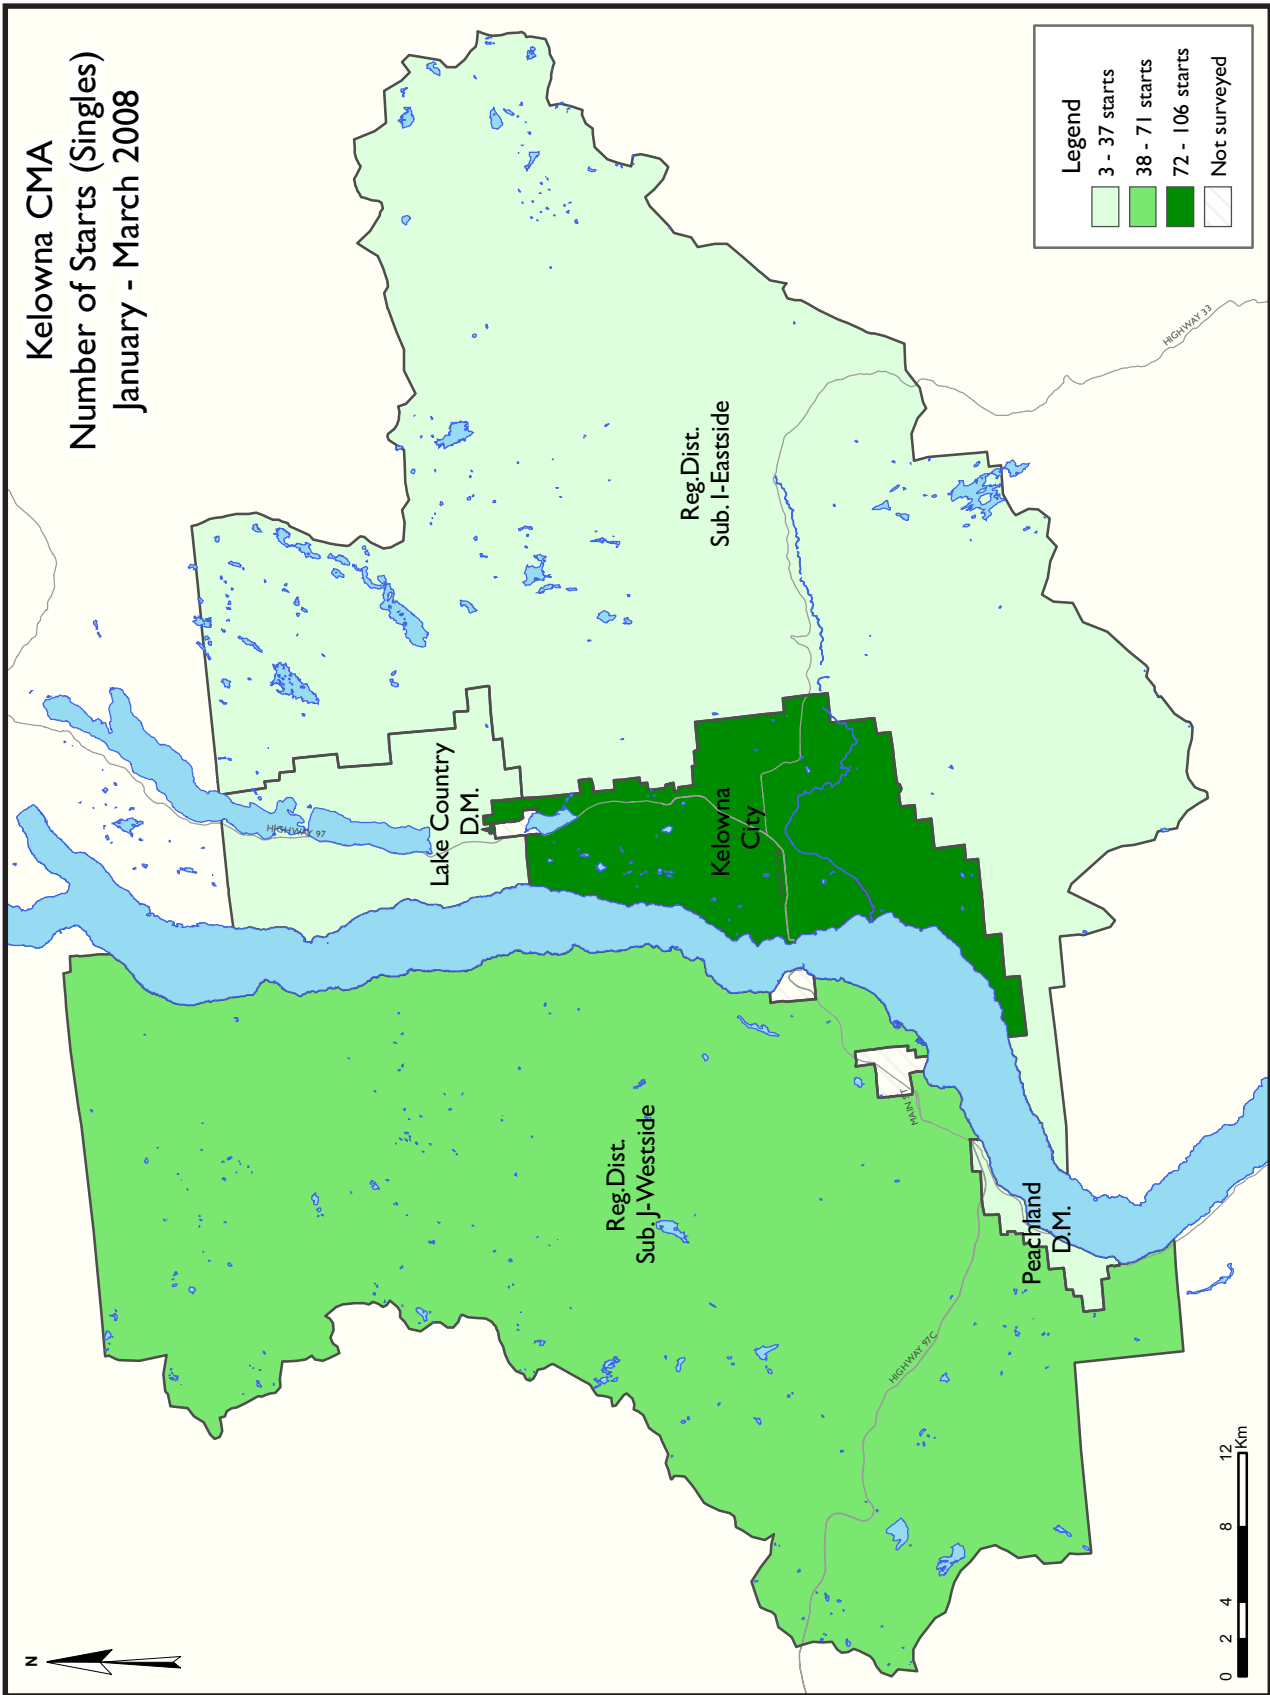 Kelowna CMA
Number of Starts (Singles)
January - March 2008
Legend
3 - 37 starts
38 - 71 starts
72 - 106 starts
Not surveyed
HIGHWAY 33
Reg.Dist.
Sub. I-Eastside
Lake Country
D.M.
HIGHWAY 97
Kelowna
City
MAIN ST
Reg.Dist.
Sub. J-Westside
Peachland
D.M.
HIGHWAY 97C
N
0 2 4 8 12
Km